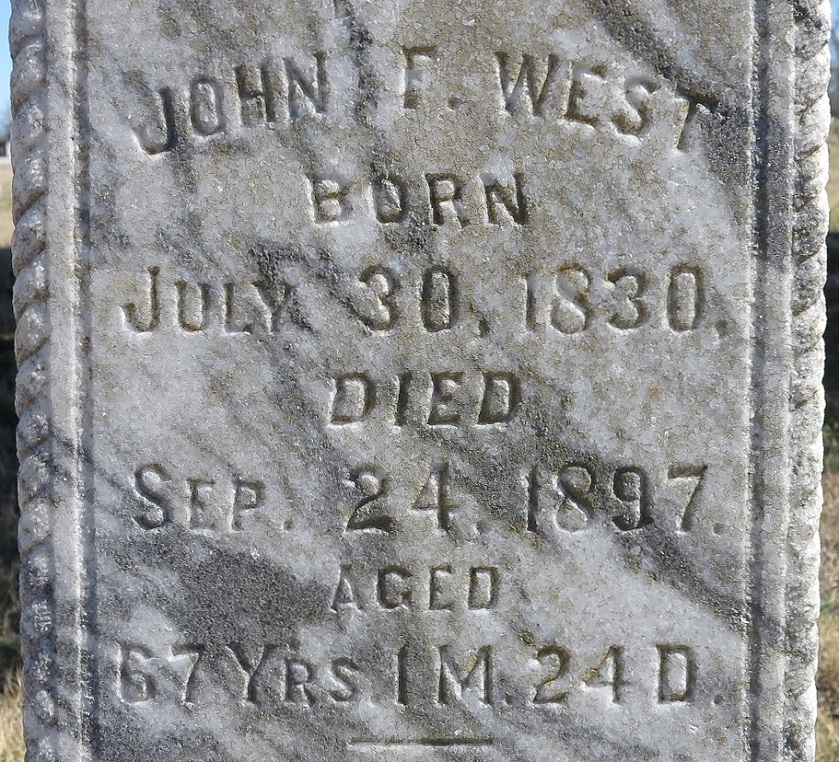 JOHN F. WEST
BORN
JULY 30, 1830,
DIED
SEP. 24, 1897.
AGED
67 YRS. 1 M. 24 D.